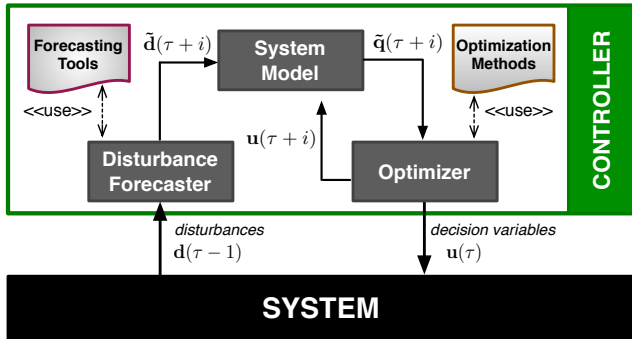 Forecasting
Tools
d̃(τ + i)
System
Model
q̃(τ + i)
Optimization
Methods
<<use>>
<<use>>
u(τ + i)
Disturbance
Forecaster
Optimizer
CONTROLLER
disturbances
d(τ − 1)
decision variables
u(τ)
SYSTEM